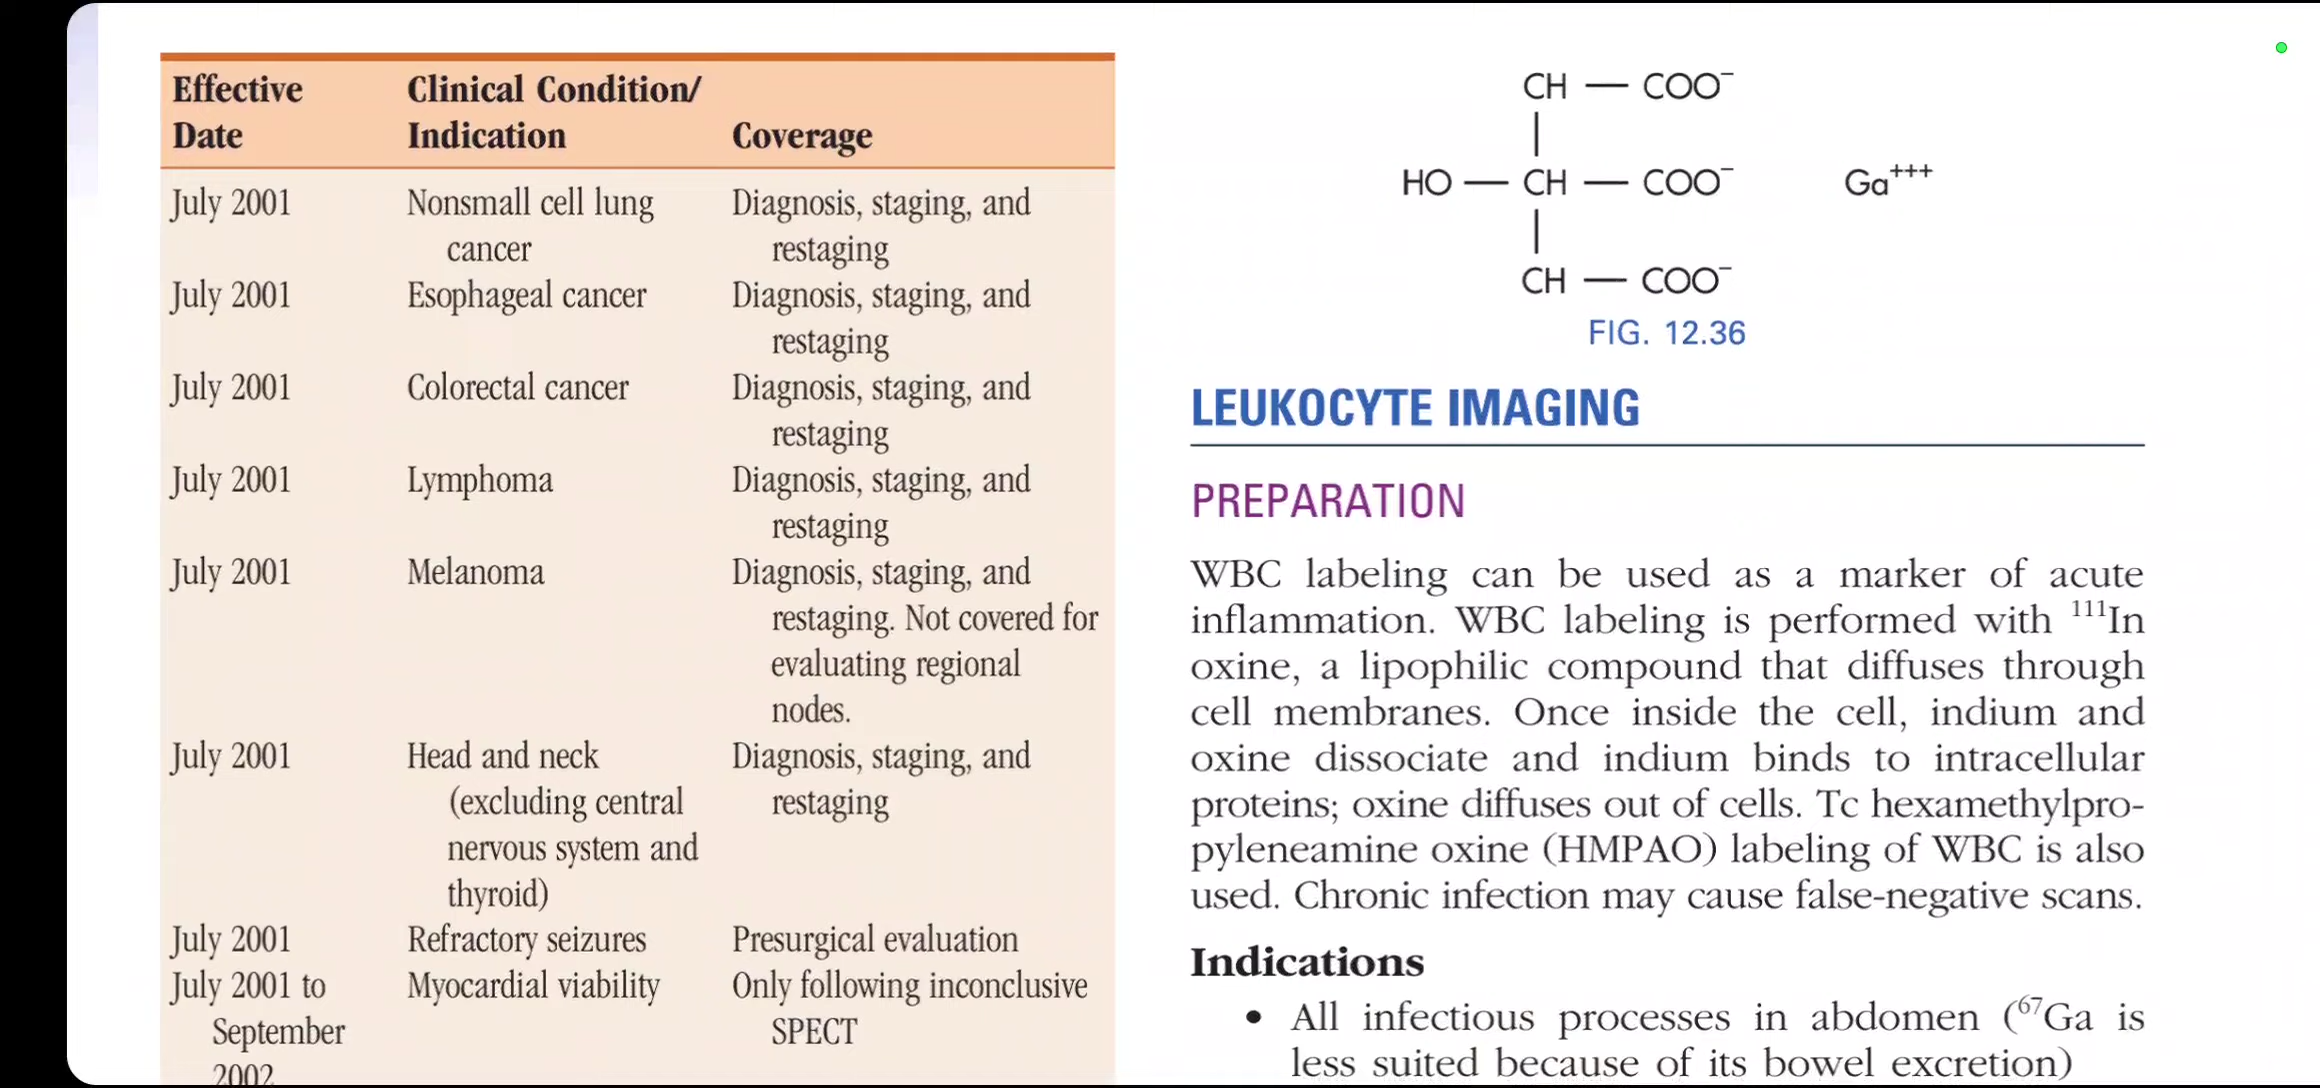 Effective Clinical Condition/
Date Indication Coverage
July 2001 Nonsmall cell lung Diagnosis, staging, and
cancer restaging
July 2001 Esophageal cancer Diagnosis, staging, and
restaging
July 2001 Colorectal cancer Diagnosis, staging, and
restaging
July 2001 Lymphoma Diagnosis, staging, and
restaging
July 2001 Melanoma Diagnosis, staging, and
restaging. Not covered for
evaluating regional
nodes.
July 2001 Head and neck Diagnosis, staging, and
(excluding central restaging
nervous system and
thyroid)
July 2001 Refractory seizures Presurgical evaluation
July 2001 to Myocardial viability Only following inconclusive
September SPECT
2002
CH — COO⁻
HO — CH — COO⁻ Ga⁺⁺⁺
CH — COO⁻
FIG. 12.36
LEUKOCYTE IMAGING
PREPARATION
WBC labeling can be used as a marker of acute
inflammation. WBC labeling is performed with ¹¹¹In
oxine, a lipophilic compound that diffuses through
cell membranes. Once inside the cell, indium and
oxine dissociate and indium binds to intracellular
proteins; oxine diffuses out of cells. Tc hexamethylpro-
pyleneamine oxine (HMPAO) labeling of WBC is also
used. Chronic infection may cause false-negative scans.
Indications
• All infectious processes in abdomen (⁶⁷Ga is
less suited because of its bowel excretion)